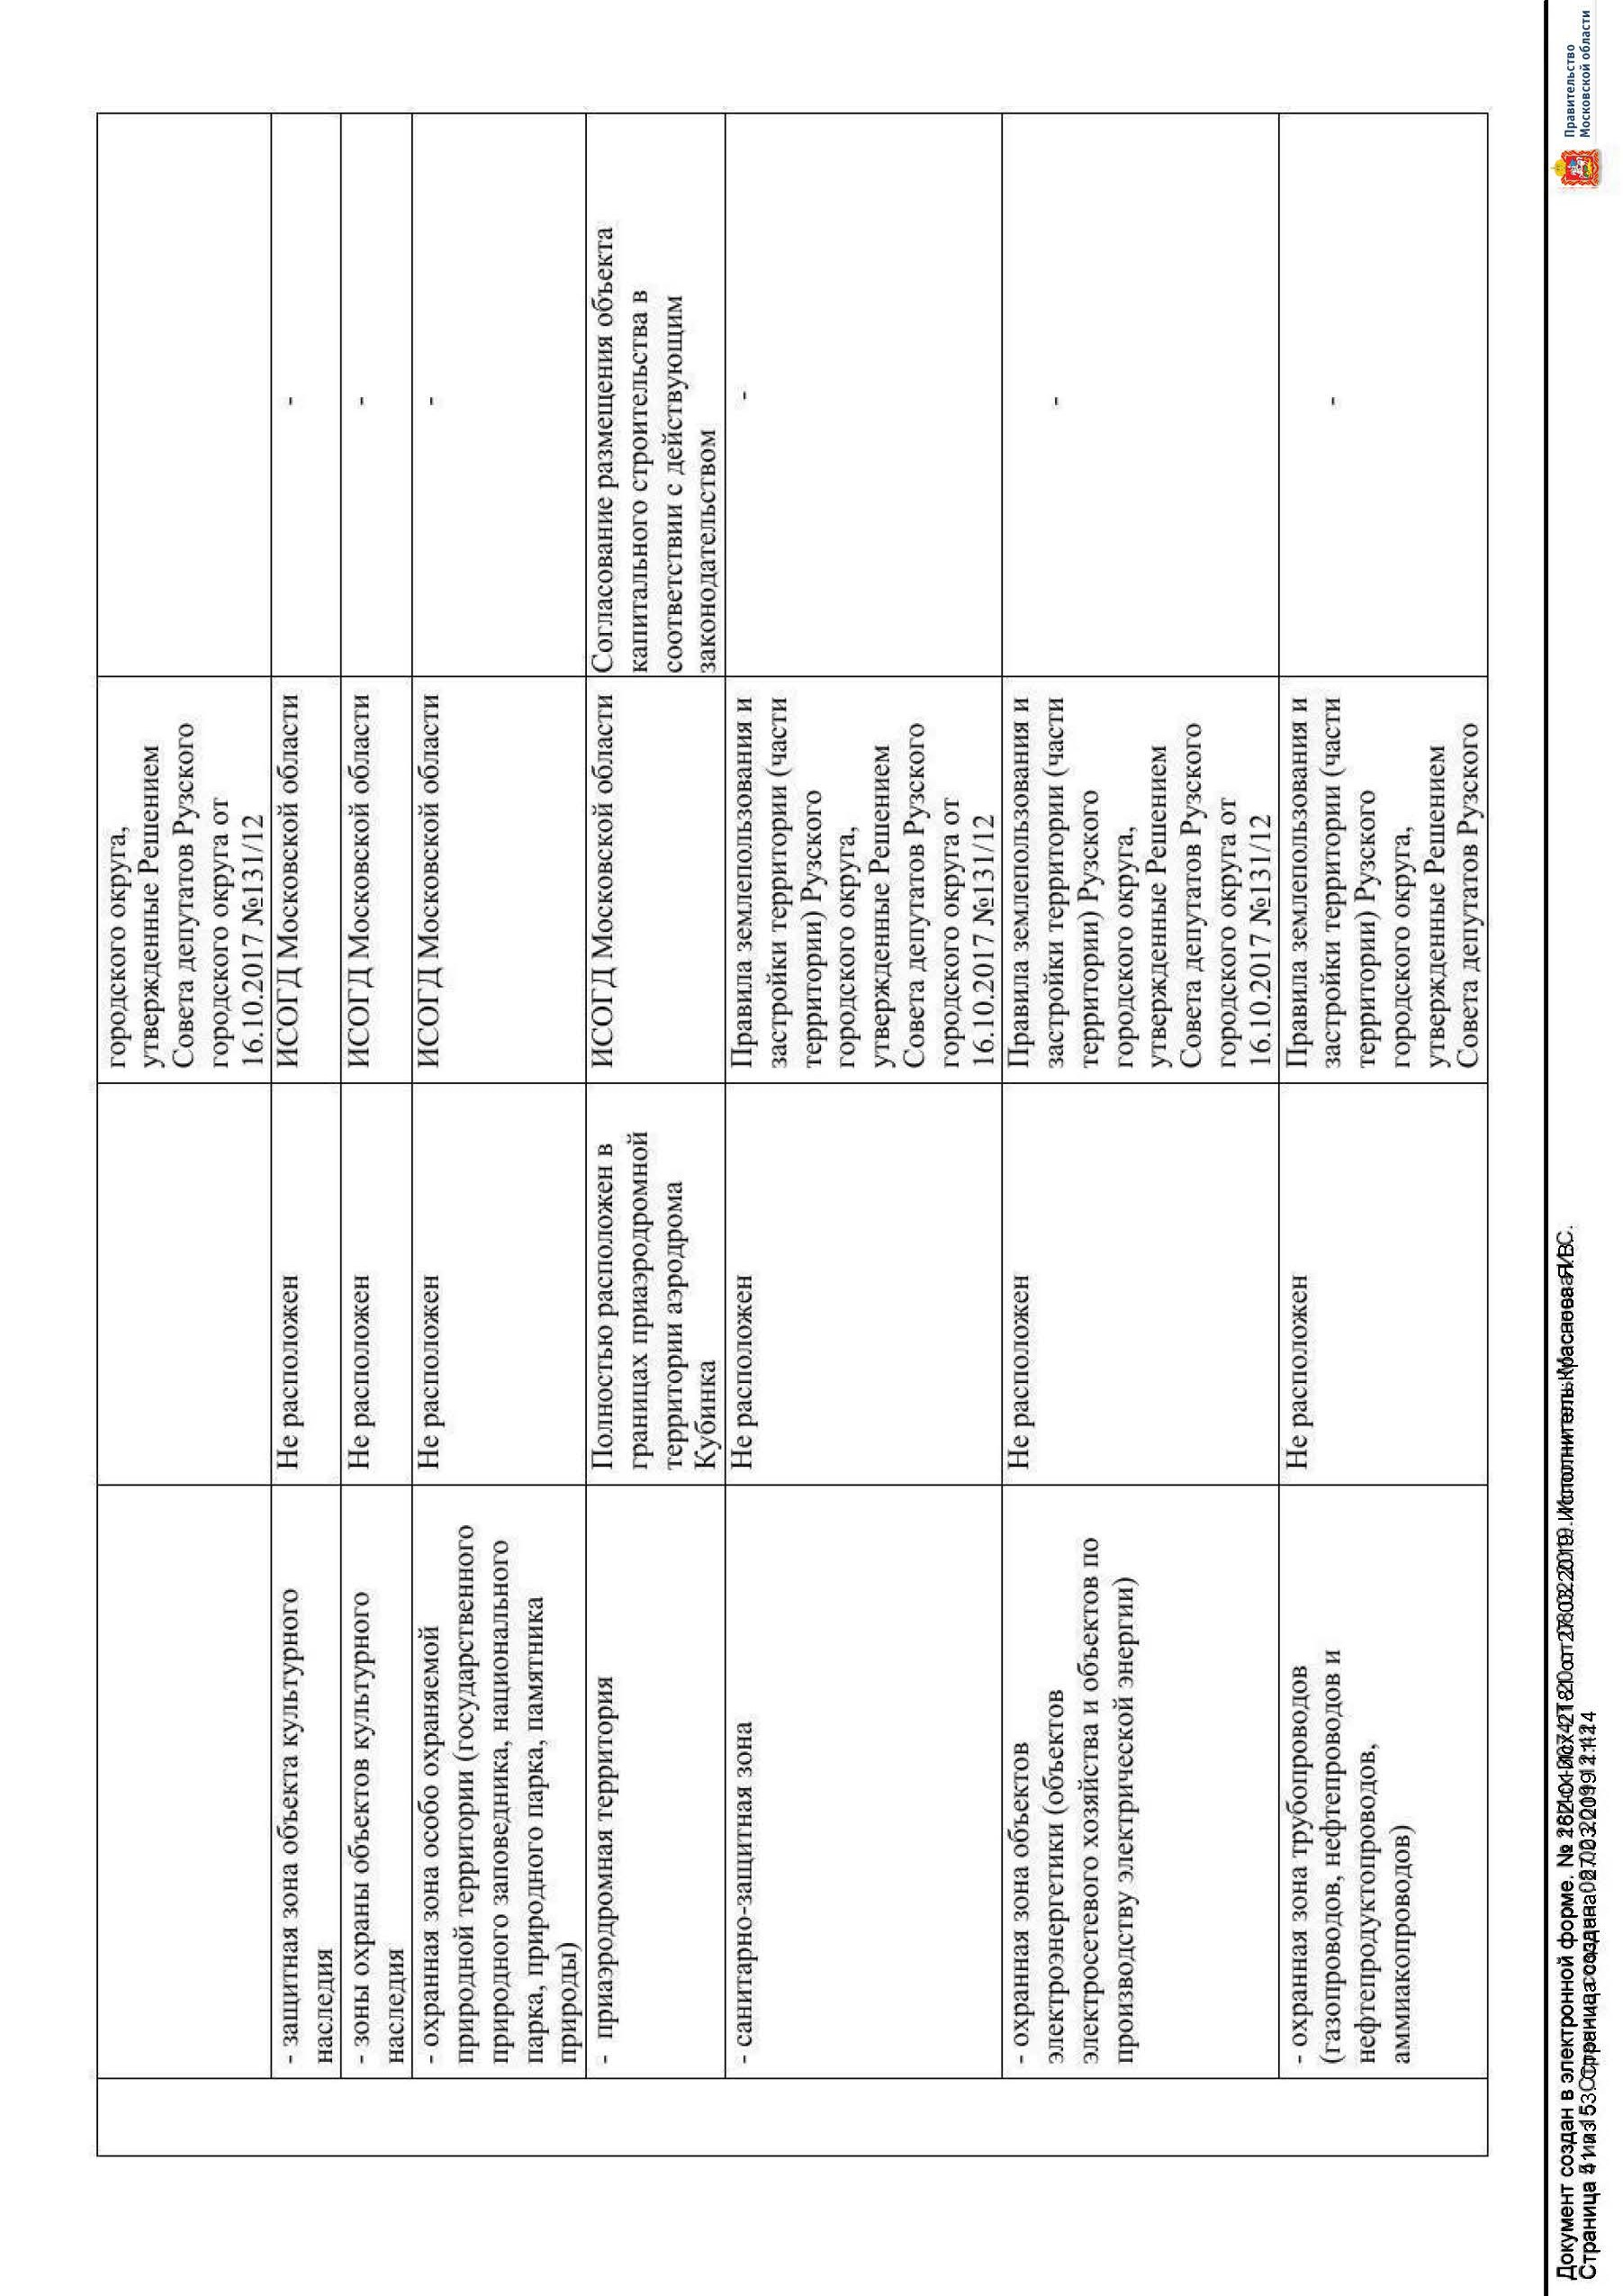 городского округа,
утвержденные Решением
Совета депутатов Рузского
городского округа от
16.10.2017 №131/12
- защитная зона объекта культурного
наследия
Не расположен
ИСОГД Московской области
-
- зоны охраны объектов культурного
наследия
Не расположен
ИСОГД Московской области
-
- охранная зона особо охраняемой
природной территории (государственного
природного заповедника, национального
парка, природного парка, памятника
природы)
Не расположен
ИСОГД Московской области
-
- приаэродромная территория
Полностью расположен в
границах приаэродромной
территории аэродрома
Кубинка
ИСОГД Московской области
Согласование размещения объекта
капитального строительства в
соответствии с действующим
законодательством
- санитарно-защитная зона
Не расположен
Правила землепользования и
застройки территории (части
территории) Рузского
городского округа,
утвержденные Решением
Совета депутатов Рузского
городского округа от
16.10.2017 №131/12
-
- охранная зона объектов
электроэнергетики (объектов
электросетевого хозяйства и объектов по
производству электрической энергии)
Не расположен
Правила землепользования и
застройки территории (части
территории) Рузского
городского округа,
утвержденные Решением
Совета депутатов Рузского
городского округа от
16.10.2017 №131/12
-
- охранная зона трубопроводов
(газопроводов, нефтепроводов и
нефтепродуктопроводов,
аммиакопроводов)
Не расположен
Правила землепользования и
застройки территории (части
территории) Рузского
городского округа,
утвержденные Решением
Совета депутатов Рузского
-
Документ создан в электронной форме. №
Страница
Правительство
Московской области